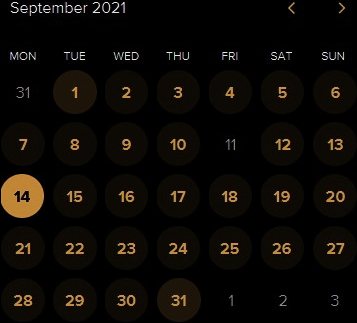 September 2021
MON TUE WED THU FRI SAT SUN
31 1 2 3 4 5 6
7 8 9 10 11 12 13
14 15 16 17 18 19 20
21 22 23 24 25 26 27
28 29 30 31 1 2 3